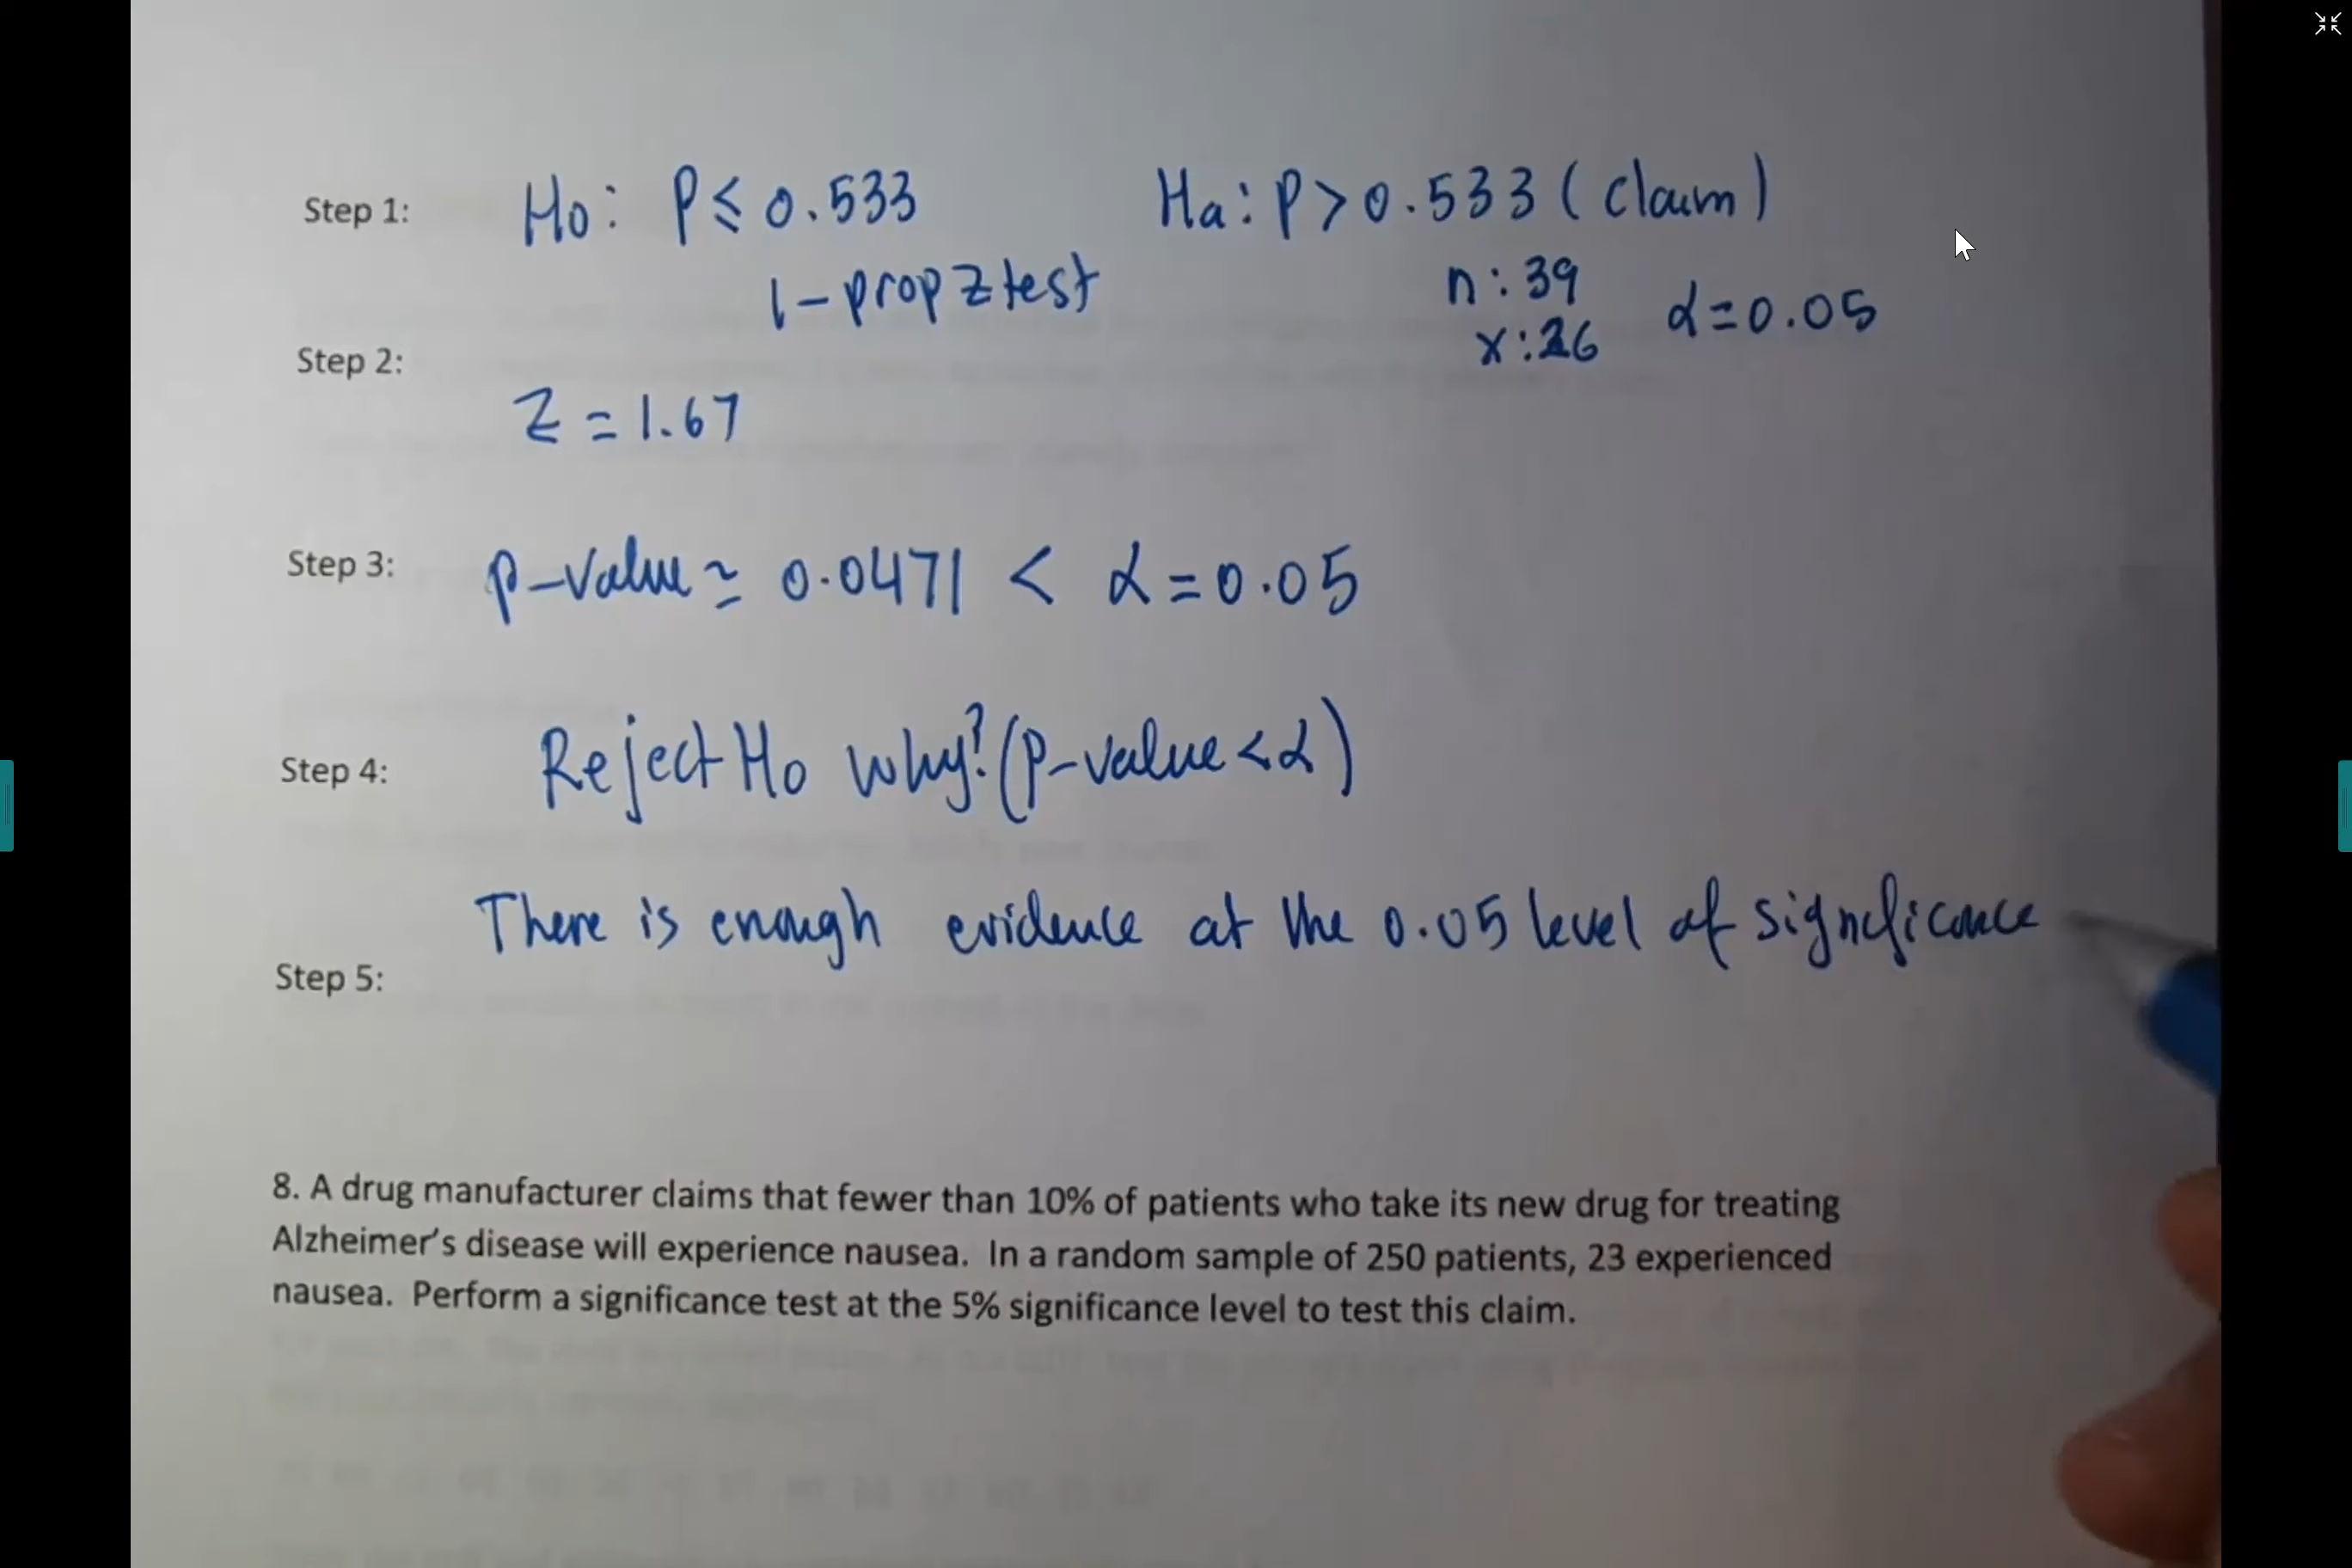 Step 1: Ho: P ≤ 0.533 Ha: P > 0.533 (Claim)
1-prop Z test n: 39 α = 0.05
x: 26
Step 2:
Z = 1.67
Step 3: p-value ≃ 0.0471 < α = 0.05
Step 4: Reject Ho why? (P-value < α)
There is enough evidence at the 0.05 level of significance
Step 5:
8. A drug manufacturer claims that fewer than 10% of patients who take its new drug for treating
Alzheimer's disease will experience nausea. In a random sample of 250 patients, 23 experienced
nausea. Perform a significance test at the 5% significance level to test this claim.